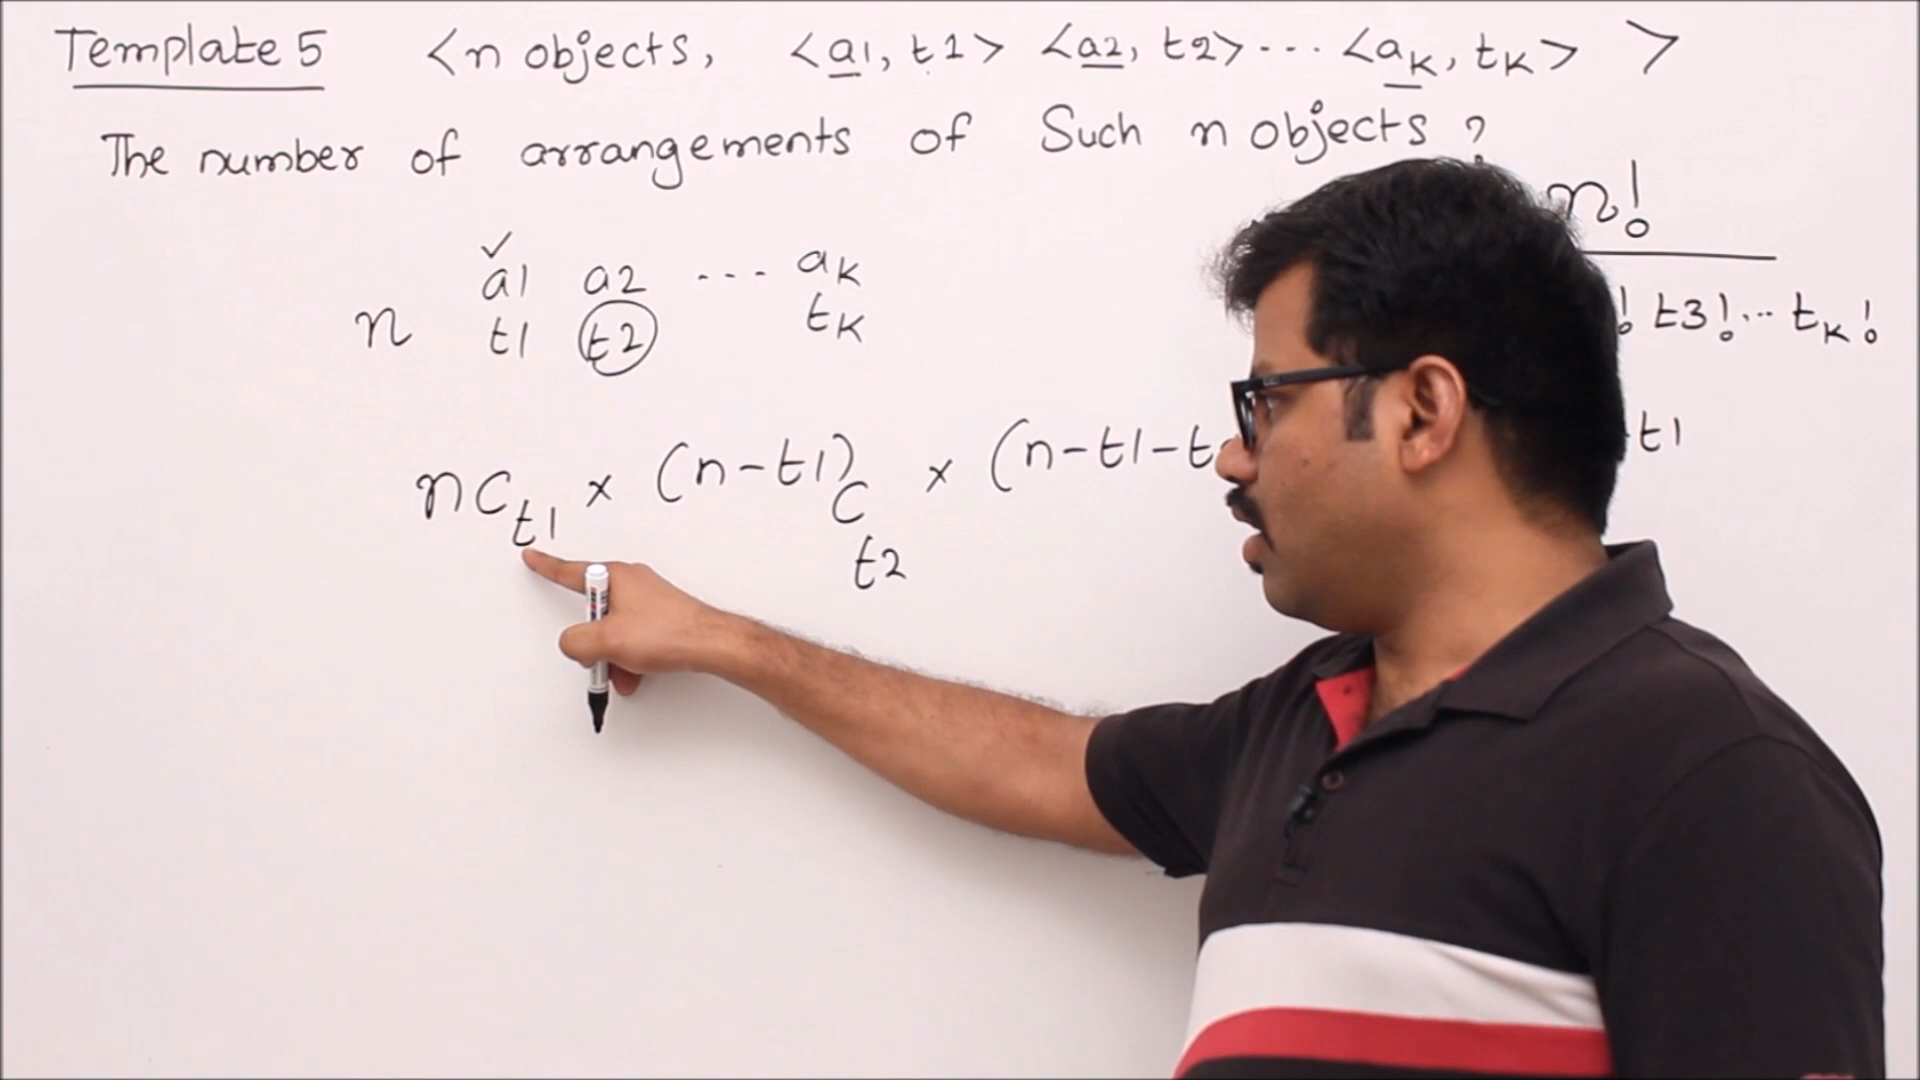 Template 5 <n objects, <a1, t1> <a2, t2> ... <aK, tK> >
The number of arrangements of Such n objects ?
n!
✓
a1 a2 --- aK
n t1 t2 tK
! t3! ... tK!
nCt1 × (n-t1)C t2 × (n-t1-t
t1